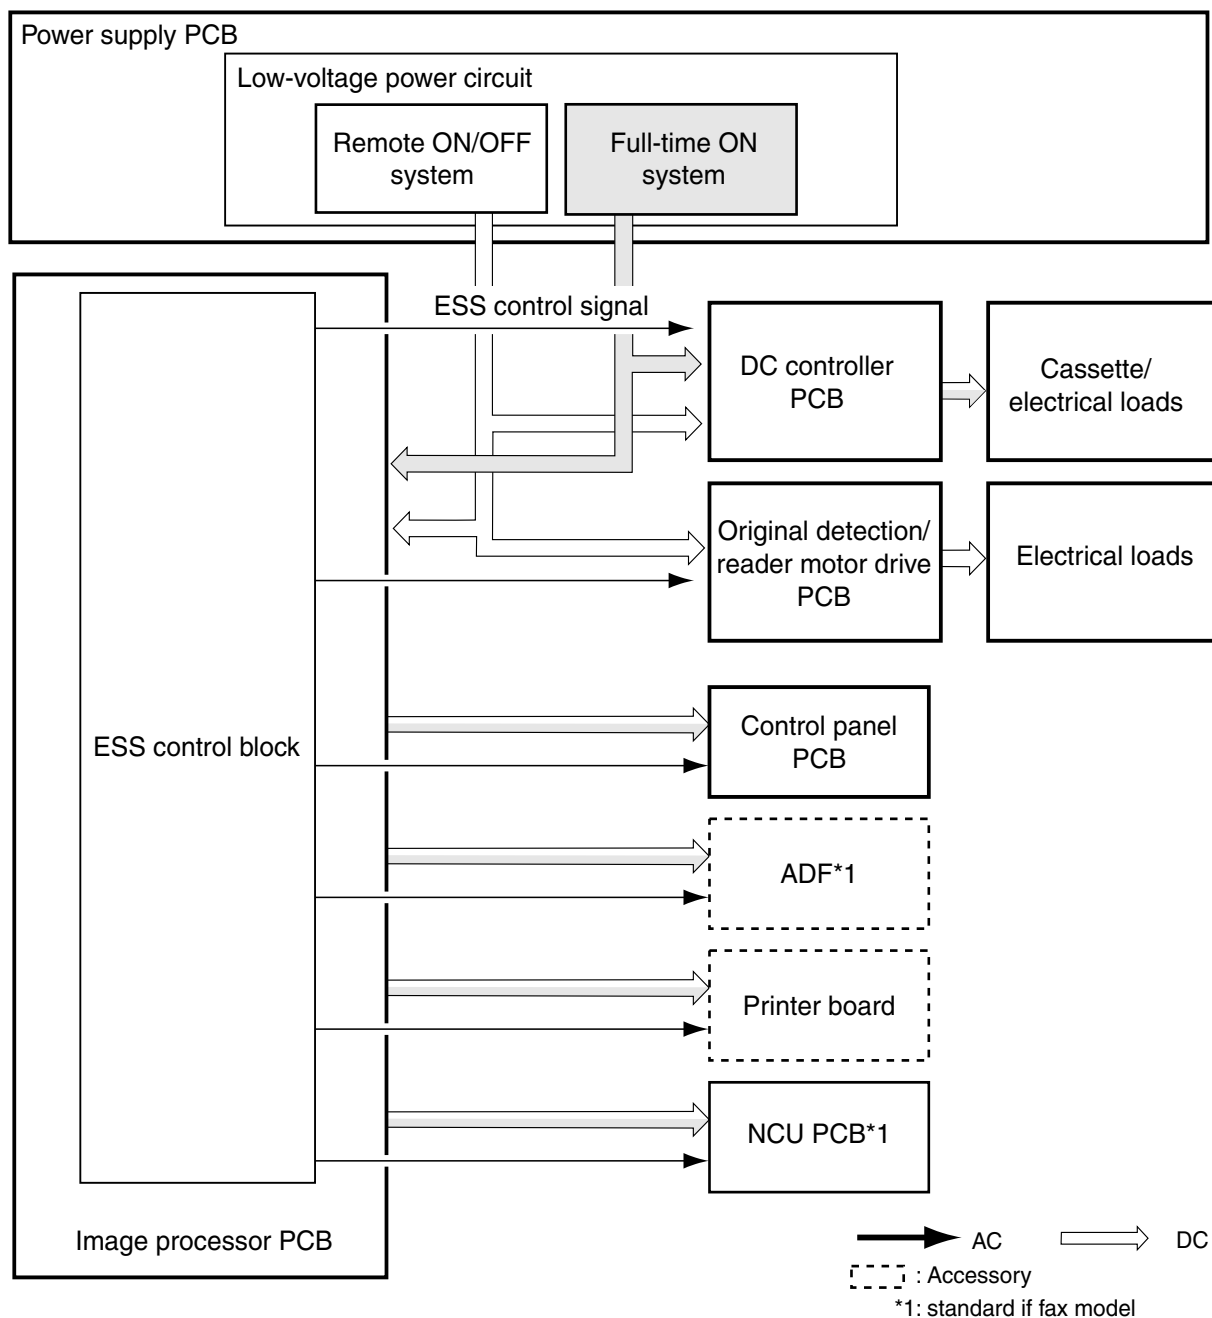 Power supply PCB
Low-voltage power circuit
Remote ON/OFF
system
Full-time ON
system
ESS control signal
DC controller
PCB
Cassette/
electrical loads
Original detection/
reader motor drive
PCB
Electrical loads
ESS control block
Control panel
PCB
ADF*1
Printer board
NCU PCB*1
Image processor PCB
AC
DC
: Accessory
*1: standard if fax model